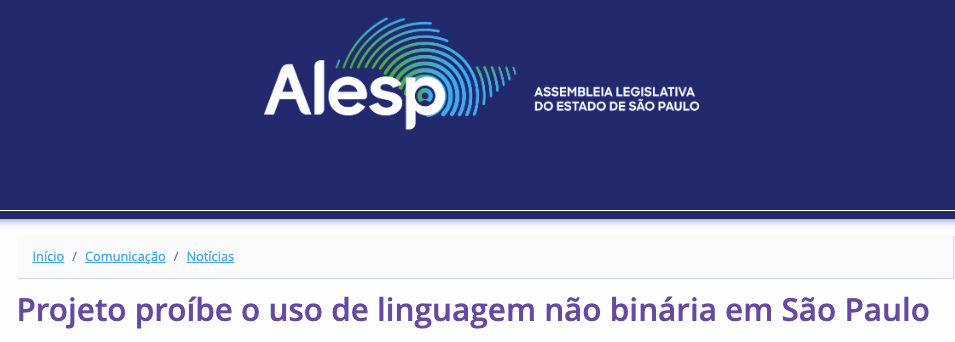 Alesp
ASSEMBLEIA LEGISLATIVA
DO ESTADO DE SÃO PAULO
Início / Comunicação / Notícias
Projeto proíbe o uso de linguagem não binária em São Paulo